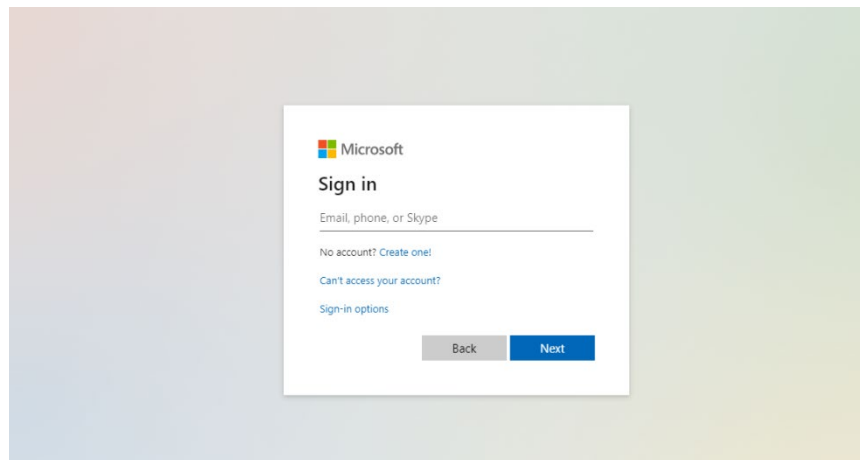 Microsoft
Sign in
Email, phone, or Skype
No account? Create one!
Can't access your account?
Sign-in options
Back Next